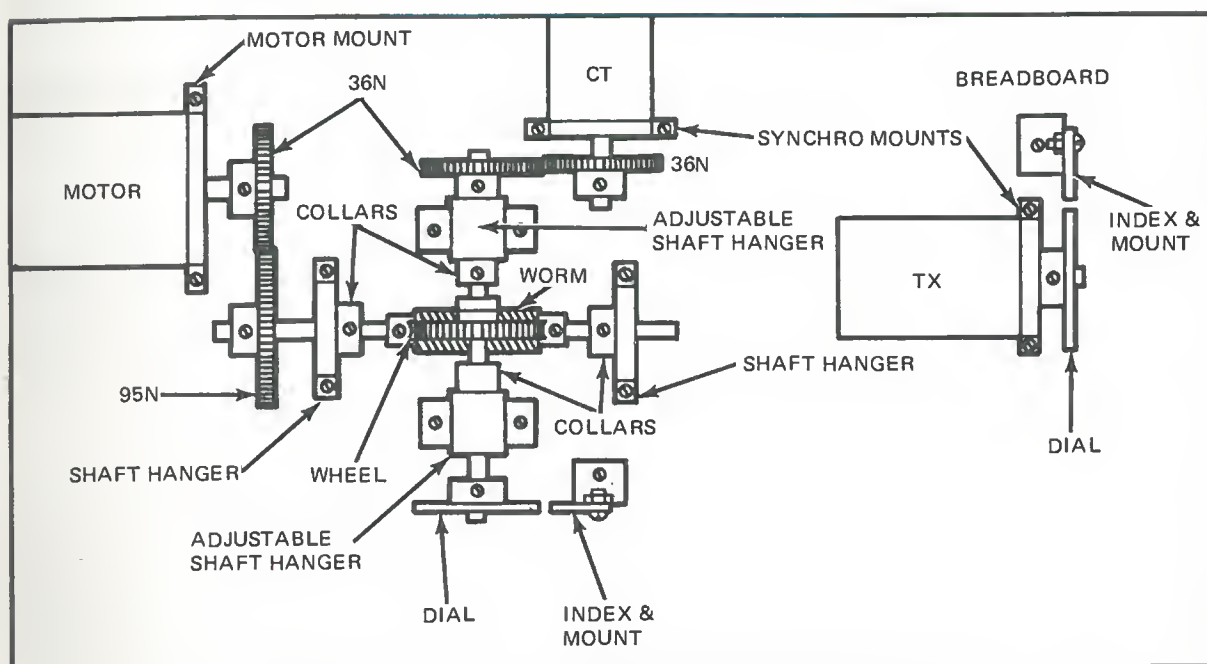 MOTOR MOUNT
36N
CT
BREADBOARD
SYNCHRO MOUNTS
36N
MOTOR
COLLARS
ADJUSTABLE
SHAFT HANGER
INDEX &
MOUNT
WORM
TX
SHAFT HANGER
95N
COLLARS
DIAL
SHAFT HANGER
WHEEL
ADJUSTABLE
SHAFT HANGER
DIAL
INDEX &
MOUNT